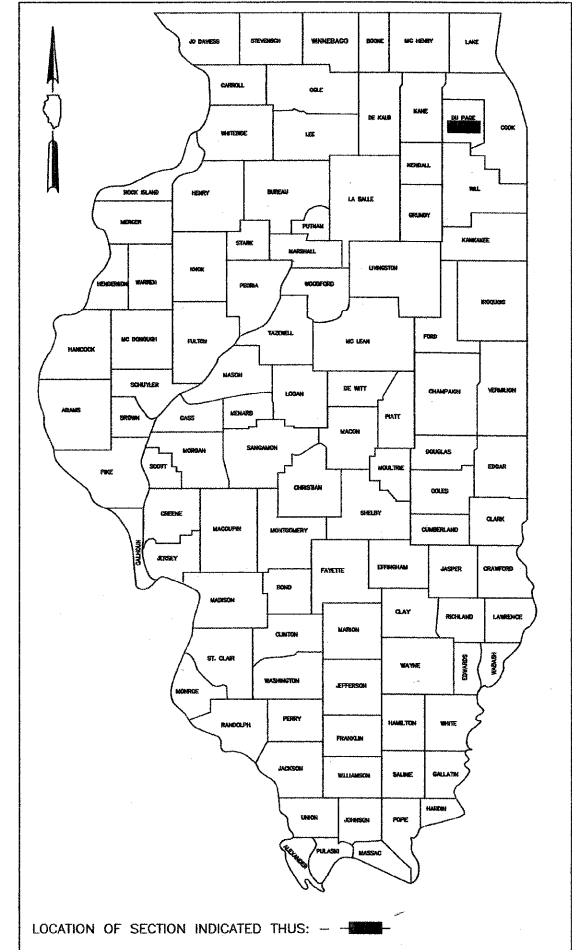 JO DAVIESS STEPHENSON WINNEBAGO BOONE MC HENRY LAKE
CARROLL OGLE
DE KALB KANE DU PAGE COOK
WHITESIDE LEE
KENDALL WILL
ROCK ISLAND HENRY BUREAU LA SALLE GRUNDY
MERCER PUTNAM
STARK MARSHALL KANKAKEE
KNOX LIVINGSTON
HENDERSON WARREN PEORIA WOODFORD IROQUOIS
TAZEWELL FORD
HANCOCK MC DONOUGH FULTON MC LEAN
MASON
SCHUYLER DE WITT CHAMPAIGN VERMILION
LOGAN
ADAMS BROWN CASS MENARD PIATT
MACON
MORGAN SANGAMON DOUGLAS
PIKE SCOTT MOULTRIE EDGAR
CHRISTIAN COLES
GREENE SHELBY
MACOUPIN MONTGOMERY CUMBERLAND CLARK
CALHOUN JERSEY
FAYETTE EFFINGHAM JASPER CRAWFORD
BOND
MADISON CLAY RICHLAND LAWRENCE
CLINTON MARION
ST. CLAIR WAYNE EDWARDS WABASH
WASHINGTON JEFFERSON
MONROE
RANDOLPH PERRY HAMILTON WHITE
FRANKLIN
JACKSON WILLIAMSON SALINE GALLATIN
HARDIN
UNION JOHNSON POPE
ALEXANDER PULASKI MASSAC
LOCATION OF SECTION INDICATED THUS: -